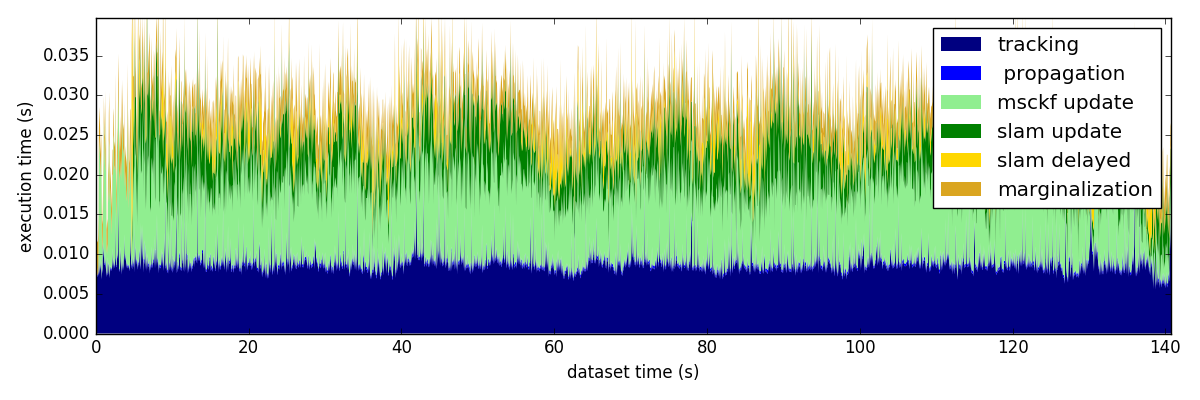 execution time (s)
0.035
0.030
0.025
0.020
0.015
0.010
0.005
0.000
tracking
propagation
msckf update
slam update
slam delayed
marginalization
0 20 40 60 80 100 120 140
dataset time (s)